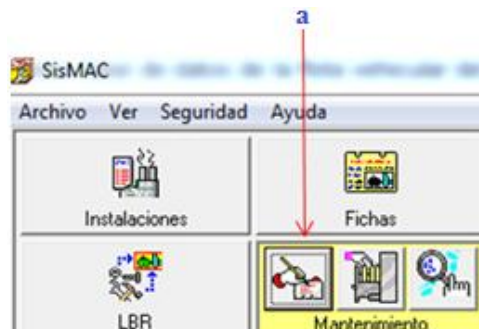 a
SisMAC
Archivo Ver Seguridad Ayuda
Instalaciones Fichas
LBR Mantenimiento